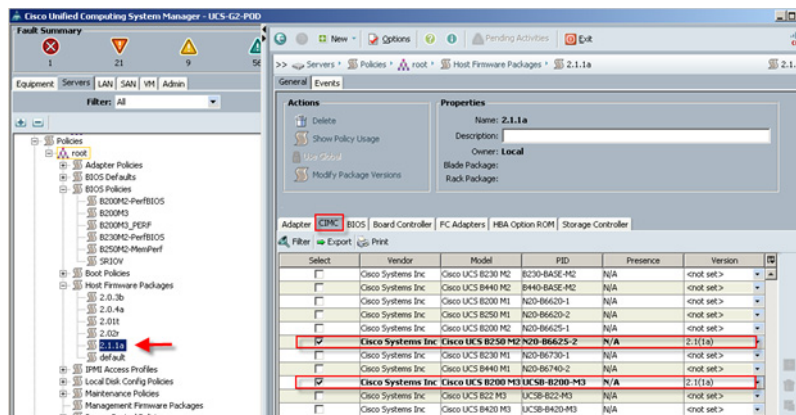 Cisco Unified Computing System Manager - UCS-G2-POD
Fault Summary
1 21 9 56
New Options Pending Activities Exit
>> Servers Policies root Host Firmware Packages 2.1.1a 2.1.
Equipment Servers LAN SAN VM Admin
Filter: All
Policies
root
Adapter Policies
BIOS Defaults
BIOS Policies
B200M2-PerfBIOS
B200M3
B200M3_PERF
B230M2-PerfBIOS
B250M2-MemPerf
SRIOV
Boot Policies
Host Firmware Packages
2.0.3b
2.0.4a
2.01t
2.02r
2.1.1a
default
IPMI Access Profiles
Local Disk Config Policies
Maintenance Policies
Management Firmware Packages
General Events
Actions
Delete
Show Policy Usage
Use Global
Modify Package Versions
Properties
Name: 2.1.1a
Description:
Owner: Local
Blade Package:
Rack Package:
Adapter CIMC BIOS Board Controller FC Adapters HBA Option ROM Storage Controller
Filter Export Print
Select Vendor Model PID Presence Version
Cisco Systems Inc Cisco UCS B230 M2 B230-BASE-M2 N/A <not set>
Cisco Systems Inc Cisco UCS B440 M2 B440-BASE-M2 N/A <not set>
Cisco Systems Inc Cisco UCS B200 M1 N20-B6620-1 N/A <not set>
Cisco Systems Inc Cisco UCS B250 M1 N20-B6620-2 N/A <not set>
Cisco Systems Inc Cisco UCS B200 M2 N20-B6625-1 N/A <not set>
Cisco Systems Inc Cisco UCS B250 M2 N20-B6625-2 N/A 2.1(1a)
Cisco Systems Inc Cisco UCS B230 M1 N20-B6730-1 N/A <not set>
Cisco Systems Inc Cisco UCS B440 M1 N20-B6740-2 N/A <not set>
Cisco Systems Inc Cisco UCS B200 M3 UCSB-B200-M3 N/A 2.1(1a)
Cisco Systems Inc Cisco UCS B22 M3 UCSB-B22-M3 N/A <not set>
Cisco Systems Inc Cisco UCS B420 M3 UCSB-B420-M3 N/A <not set>